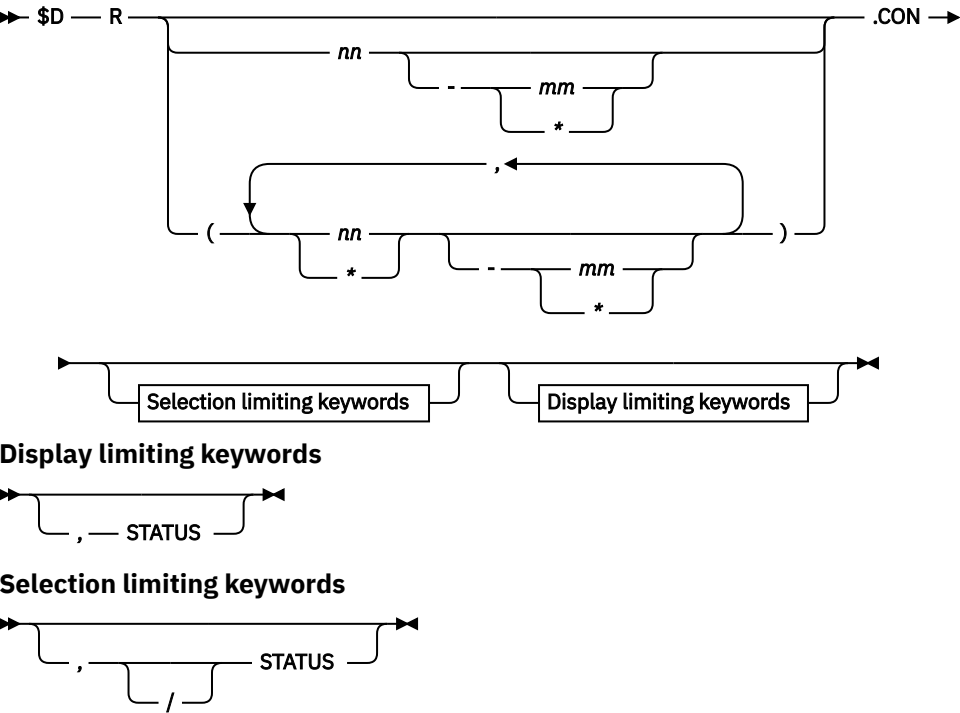 $D R .CON
nn
- mm
*
,
( nn )
* - mm
*
Selection limiting keywords Display limiting keywords
Display limiting keywords
, STATUS
Selection limiting keywords
, STATUS
/